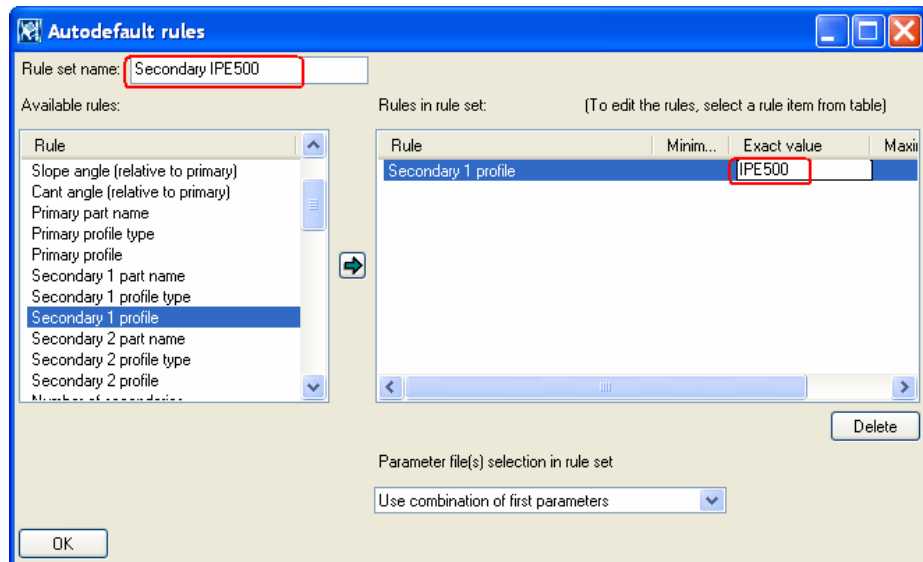 Autodefault rules
Rule set name: Secondary IPE500
Available rules:
Rules in rule set: (To edit the rules, select a rule item from table)
Rule
Slope angle (relative to primary)
Cant angle (relative to primary)
Primary part name
Primary profile type
Primary profile
Secondary 1 part name
Secondary 1 profile type
Secondary 1 profile
Secondary 2 part name
Secondary 2 profile type
Secondary 2 profile
Number of secondaries
Rule Minim... Exact value Maxii
Secondary 1 profile IPE500
Delete
Parameter file(s) selection in rule set
Use combination of first parameters
OK